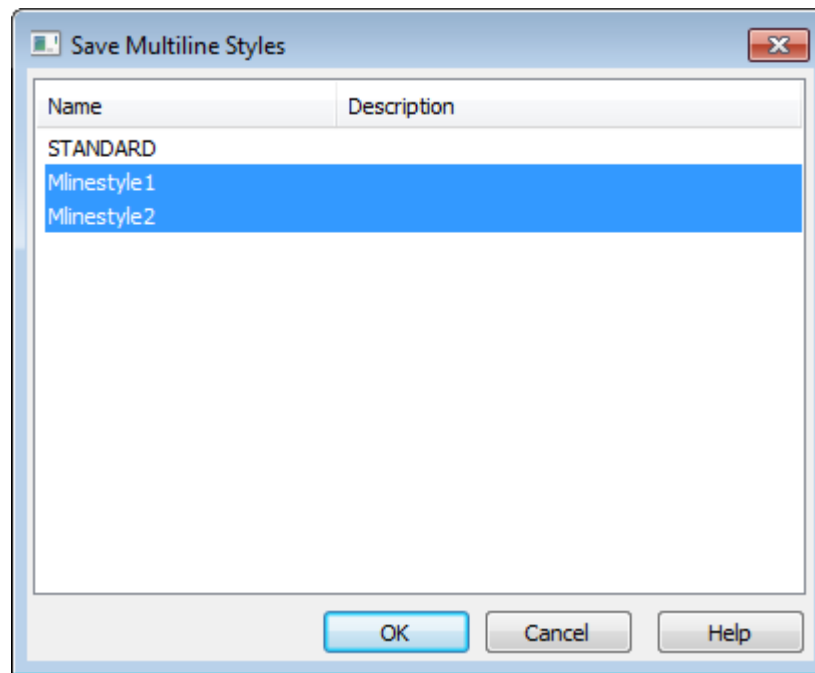 Save Multiline Styles
Name Description
STANDARD
Mlinestyle1
Mlinestyle2
OK Cancel Help